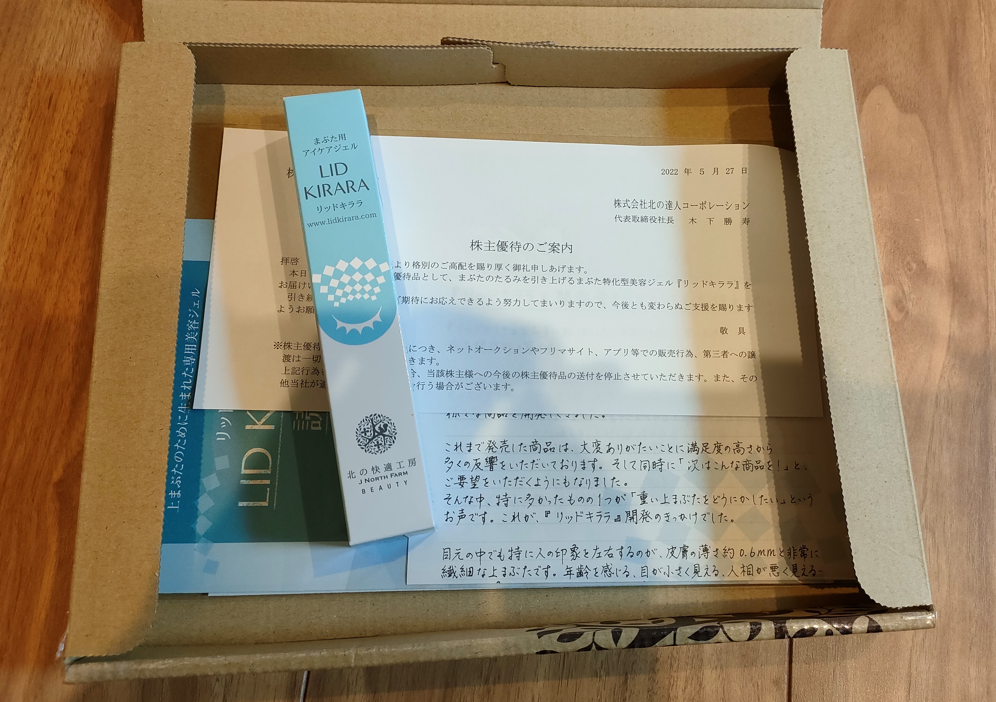 まぶた用
アイケアジェル
LID
KIRARA
リッドキララ
www.lidkirara.com
北の快適工房
J NORTH FARM
BEAUTY
2022 年 5 月 27 日
株式会社北の達人コーポレーション
代表取締役社長 木 下 勝 寿
株主優待のご案内
拝啓 より格別のご高配を賜り厚く御礼申しあげます。
本日 優待品として、まぶたのたるみを引き上げるまぶた特化型美容ジェル『リッドキララ』を
お届けい
引き続 期待にお応えできるよう努力してまいりますので、今後とも変わらぬご支援を賜ります
ようお願
敬 具
※株主優待 につき、ネットオークションやフリマサイト、アプリ等での販売行為、第三者への譲
渡は一切 きます。
上記行為 合、当該株主様への今後の株主優待品の送付を停止させていただきます。また、その
他当社が 行う場合がございます。
上まぶたのために生まれた専用美容ジェル
リッド
LID K
説
これまで発売した商品は、大変ありがたいことに満足度の高さから
多くの反響をいただいております。そして同時に「次はこんな商品を！」と、
ご要望をいただくようにもなりました。
そんな中、特に多かったものの1つが「重い上まぶたをどうにかしたい」という
お声です。これが、『リッドキララ』開発のきっかけでした。
目元の中でも特に人の印象を左右するのが、皮膚の薄さ約0.6mmと非常に
繊細な上まぶたです。年齢を感じる、目が小さく見える、人相が悪く見える…